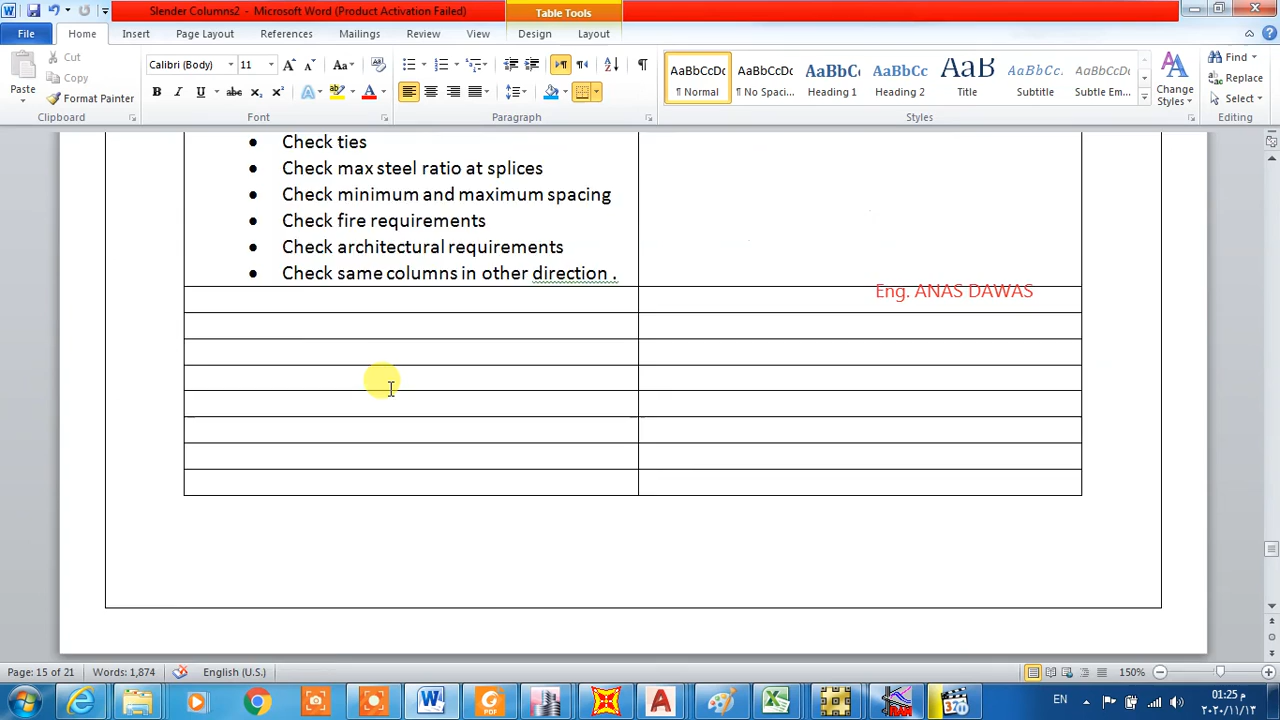 Slender Columns2 - Microsoft Word (Product Activation Failed)
Table Tools
File
Home
Insert
Page Layout
References
Mailings
Review
View
Design
Layout
Paste
Cut
Copy
Format Painter
Clipboard
Calibri (Body)
11
Font
Paragraph
AaBbCcDc
¶ Normal
AaBbCcDc
¶ No Spaci...
AaBbC
Heading 1
AaBbCc
Heading 2
AaB
Title
AaBbCc.
Subtitle
AaBbCcDc
Subtle Em...
Styles
Change
Styles
Find
Replace
Select
Editing
• Check ties
• Check max steel ratio at splices
• Check minimum and maximum spacing
• Check fire requirements
• Check architectural requirements
• Check same columns in other direction .
Eng. ANAS DAWAS
Page: 15 of 21
Words: 1,874
English (U.S.)
150%
EN
01:25 م
٢٠٢٠/١١/١٣